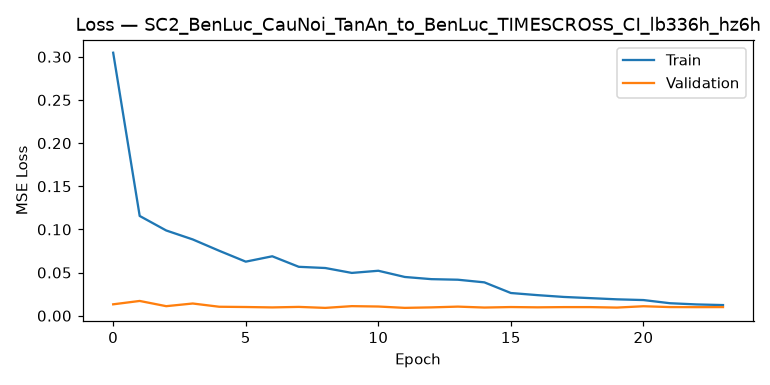 Loss — SC2_BenLuc_CauNoi_TanAn_to_BenLuc_TIMESCROSS_CI_lb336h_hz6h
Train
Validation
MSE Loss
0.30
0.25
0.20
0.15
0.10
0.05
0.00
0 5 10 15 20
Epoch